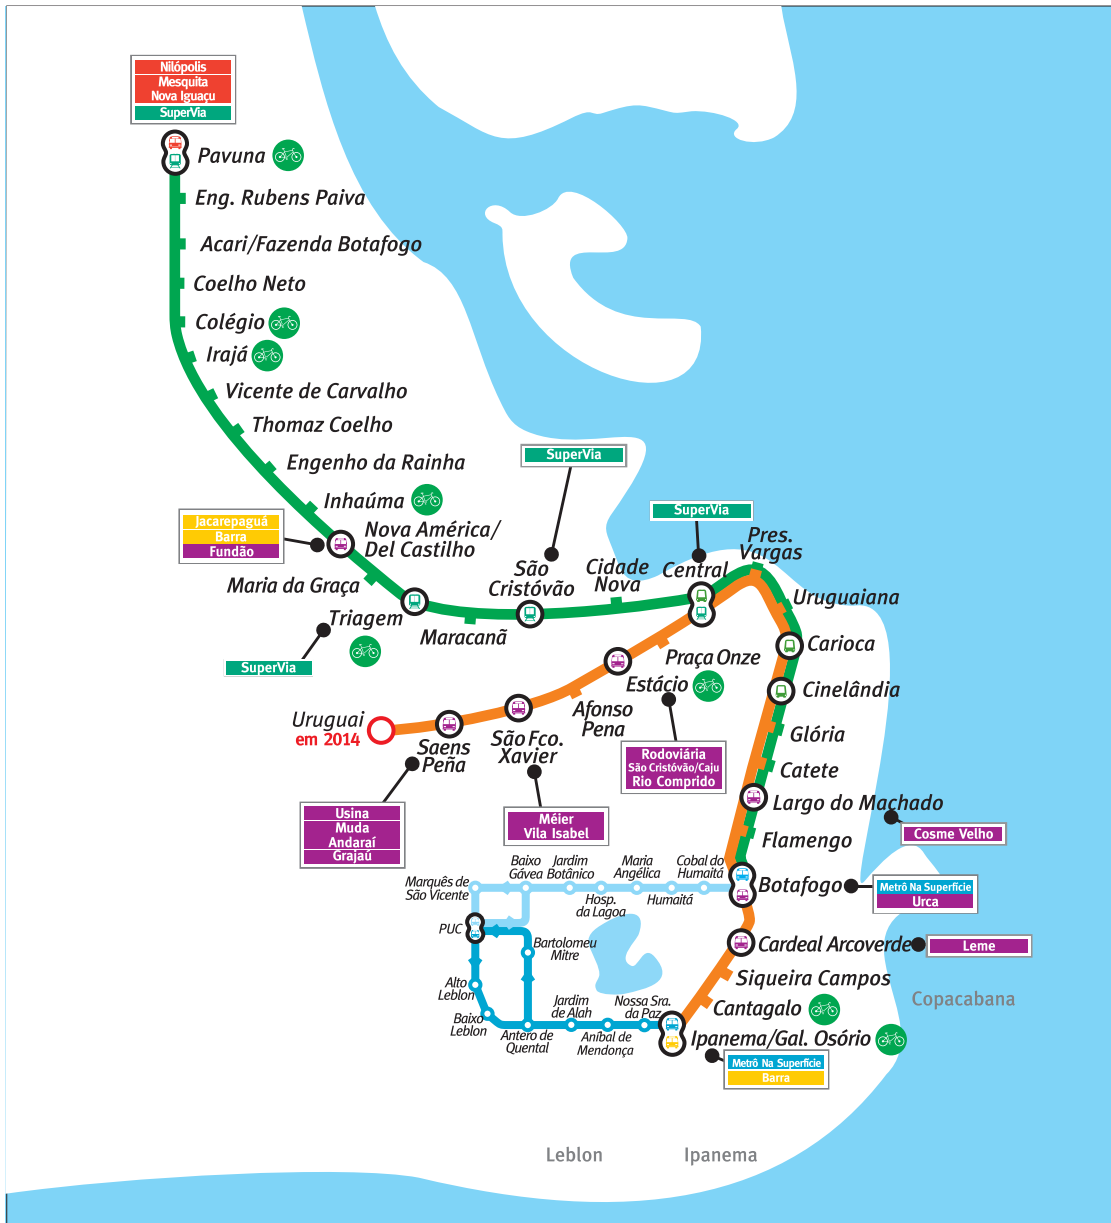 Nilópolis
Mesquita
Nova Iguaçu
SuperVia
Pavuna
Eng. Rubens Paiva
Acari/Fazenda Botafogo
Coelho Neto
Colégio
Irajá
Vicente de Carvalho
Thomaz Coelho
Engenho da Rainha
Inhaúma
Jacarepaguá
Barra
Fundão
Nova América/
Del Castilho
Maria da Graça
Triagem
SuperVia
Maracanã
SuperVia
São
Cristóvão
Cidade
Nova
SuperVia
Central
Pres.
Vargas
Uruguaiana
Carioca
Cinelândia
Glória
Catete
Largo do Machado
Cosme Velho
Flamengo
Botafogo
Metrô Na Superfície
Urca
Praça Onze
Estácio
Rodoviária
São Cristóvão/Caju
Rio Comprido
Afonso
Pena
São Fco.
Xavier
Méier
Vila Isabel
Saens
Peña
Usina
Muda
Andaraí
Grajaú
Uruguai
em 2014
Cardeal Arcoverde
Leme
Siqueira Campos
Cantagalo
Copacabana
Ipanema/Gal. Osório
Metrô Na Superfície
Barra
Cobal do
Humaitá
Humaitá
Maria
Angélica
Hosp.
da Lagoa
Jardim
Botânico
Baixo
Gávea
Marquês de
São Vicente
PUC
Bartolomeu
Mitre
Alto
Leblon
Baixo
Leblon
Antero de
Quental
Jardim
de Alah
Aníbal de
Mendonça
Nossa Sra.
da Paz
Leblon
Ipanema